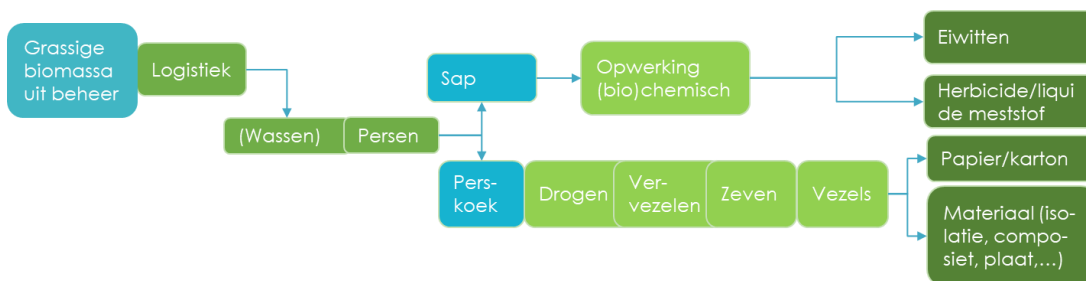 Grassige
biomassa
uit beheer
Logistiek
(Wassen)
Persen
Sap
Opwerking
(bio)chemisch
Eiwitten
Herbicide/liqui
de meststof
Pers-
koek
Drogen
Ver-
vezelen
Zeven
Vezels
Papier/karton
Materiaal (iso-
latie, compo-
siet, plaat,...)